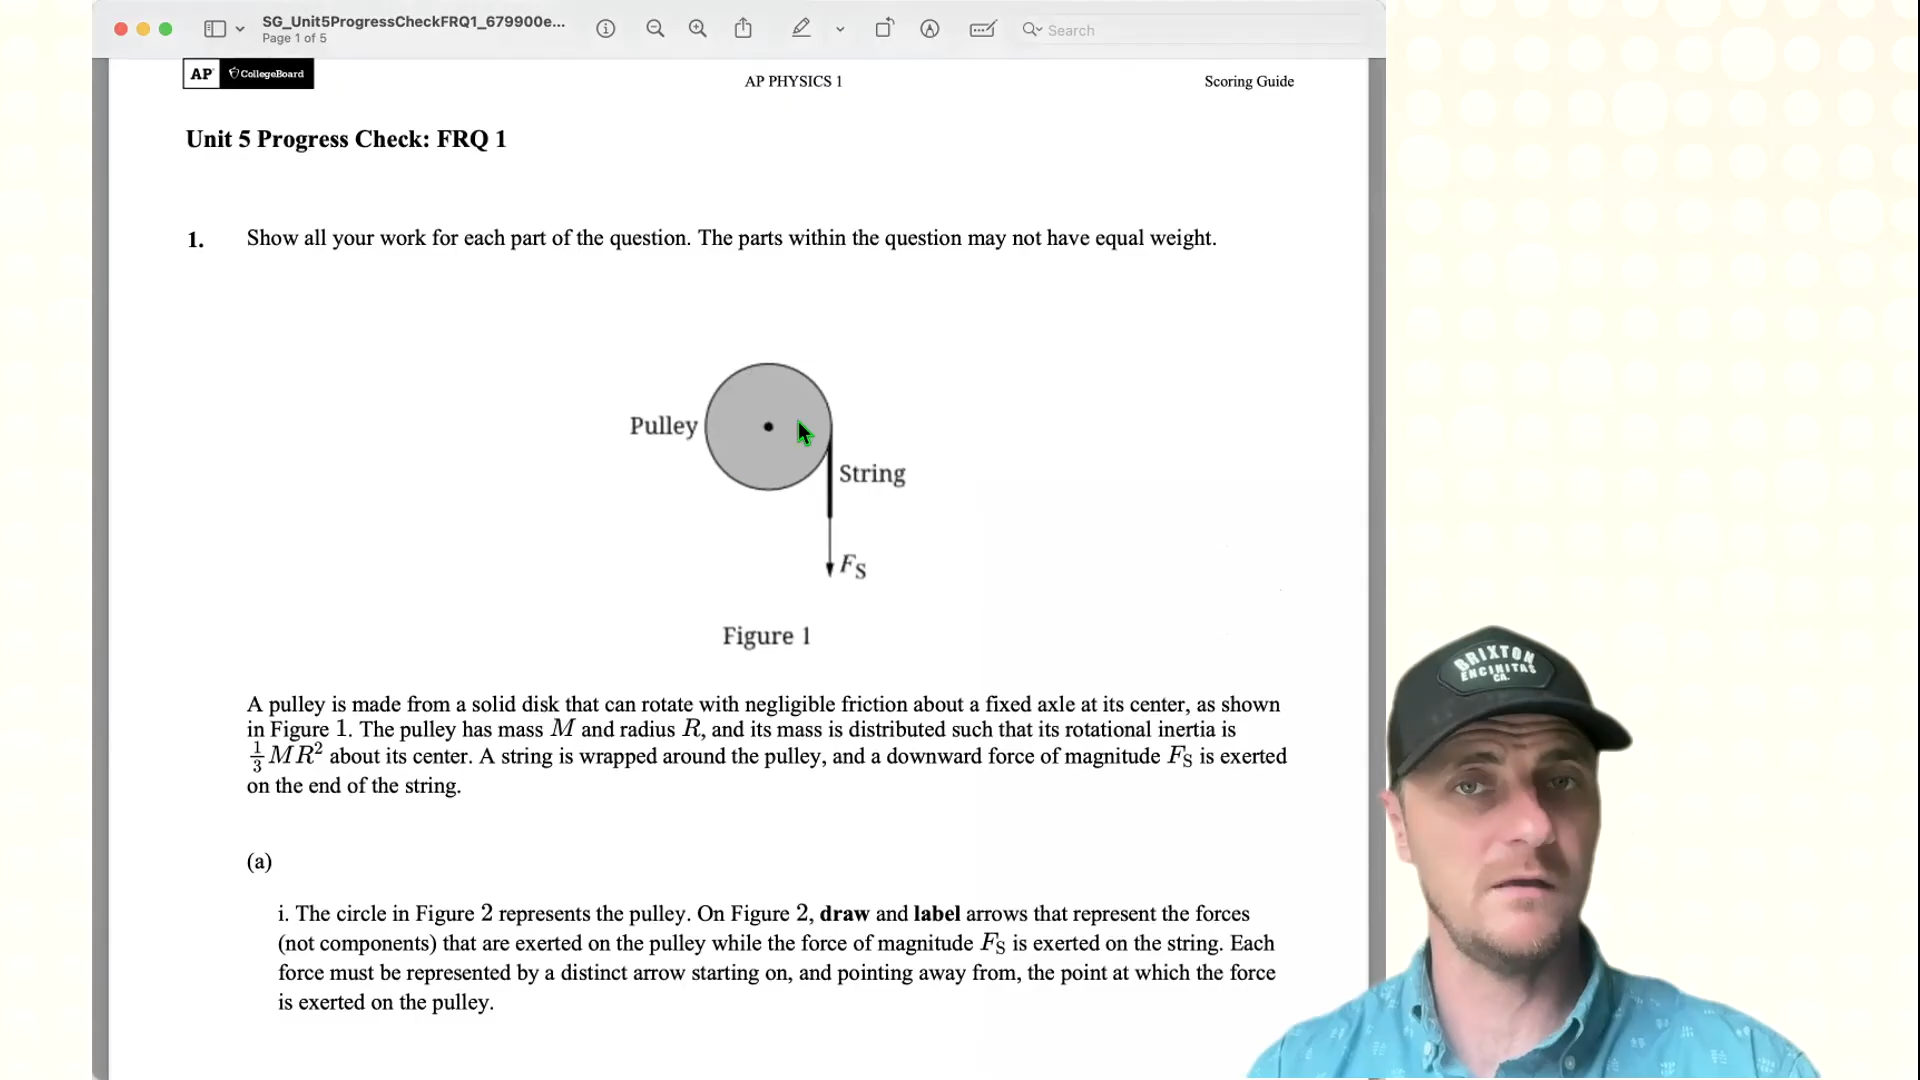 SG_Unit5ProgressCheckFRQ1_679900e...
Page 1 of 5
Search
AP CollegeBoard
AP PHYSICS 1
Scoring Guide
Unit 5 Progress Check: FRQ 1
1. Show all your work for each part of the question. The parts within the question may not have equal weight.
Pulley
String
F_S
Figure 1
A pulley is made from a solid disk that can rotate with negligible friction about a fixed axle at its center, as shown
in Figure 1. The pulley has mass M and radius R, and its mass is distributed such that its rotational inertia is
1/3 MR² about its center. A string is wrapped around the pulley, and a downward force of magnitude F_S is exerted
on the end of the string.
(a)
i. The circle in Figure 2 represents the pulley. On Figure 2, draw and label arrows that represent the forces
(not components) that are exerted on the pulley while the force of magnitude F_S is exerted on the string. Each
force must be represented by a distinct arrow starting on, and pointing away from, the point at which the force
is exerted on the pulley.
BRIXTON
ENCINITAS
CA.